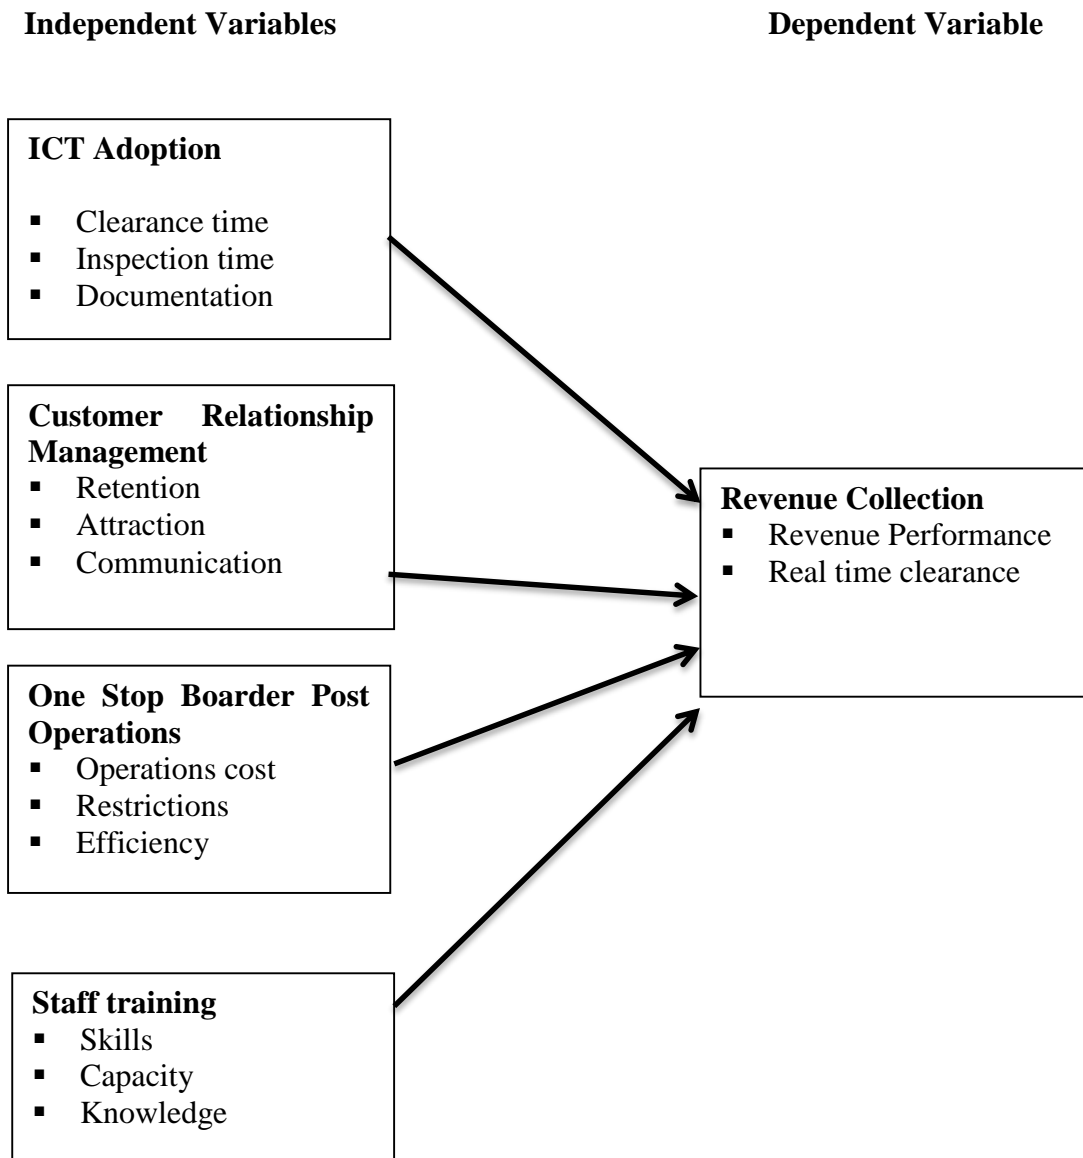 Independent Variables
Dependent Variable
ICT Adoption
▪ Clearance time
▪ Inspection time
▪ Documentation
Customer Relationship
Management
▪ Retention
▪ Attraction
▪ Communication
One Stop Boarder Post
Operations
▪ Operations cost
▪ Restrictions
▪ Efficiency
Staff training
▪ Skills
▪ Capacity
▪ Knowledge
Revenue Collection
▪ Revenue Performance
▪ Real time clearance